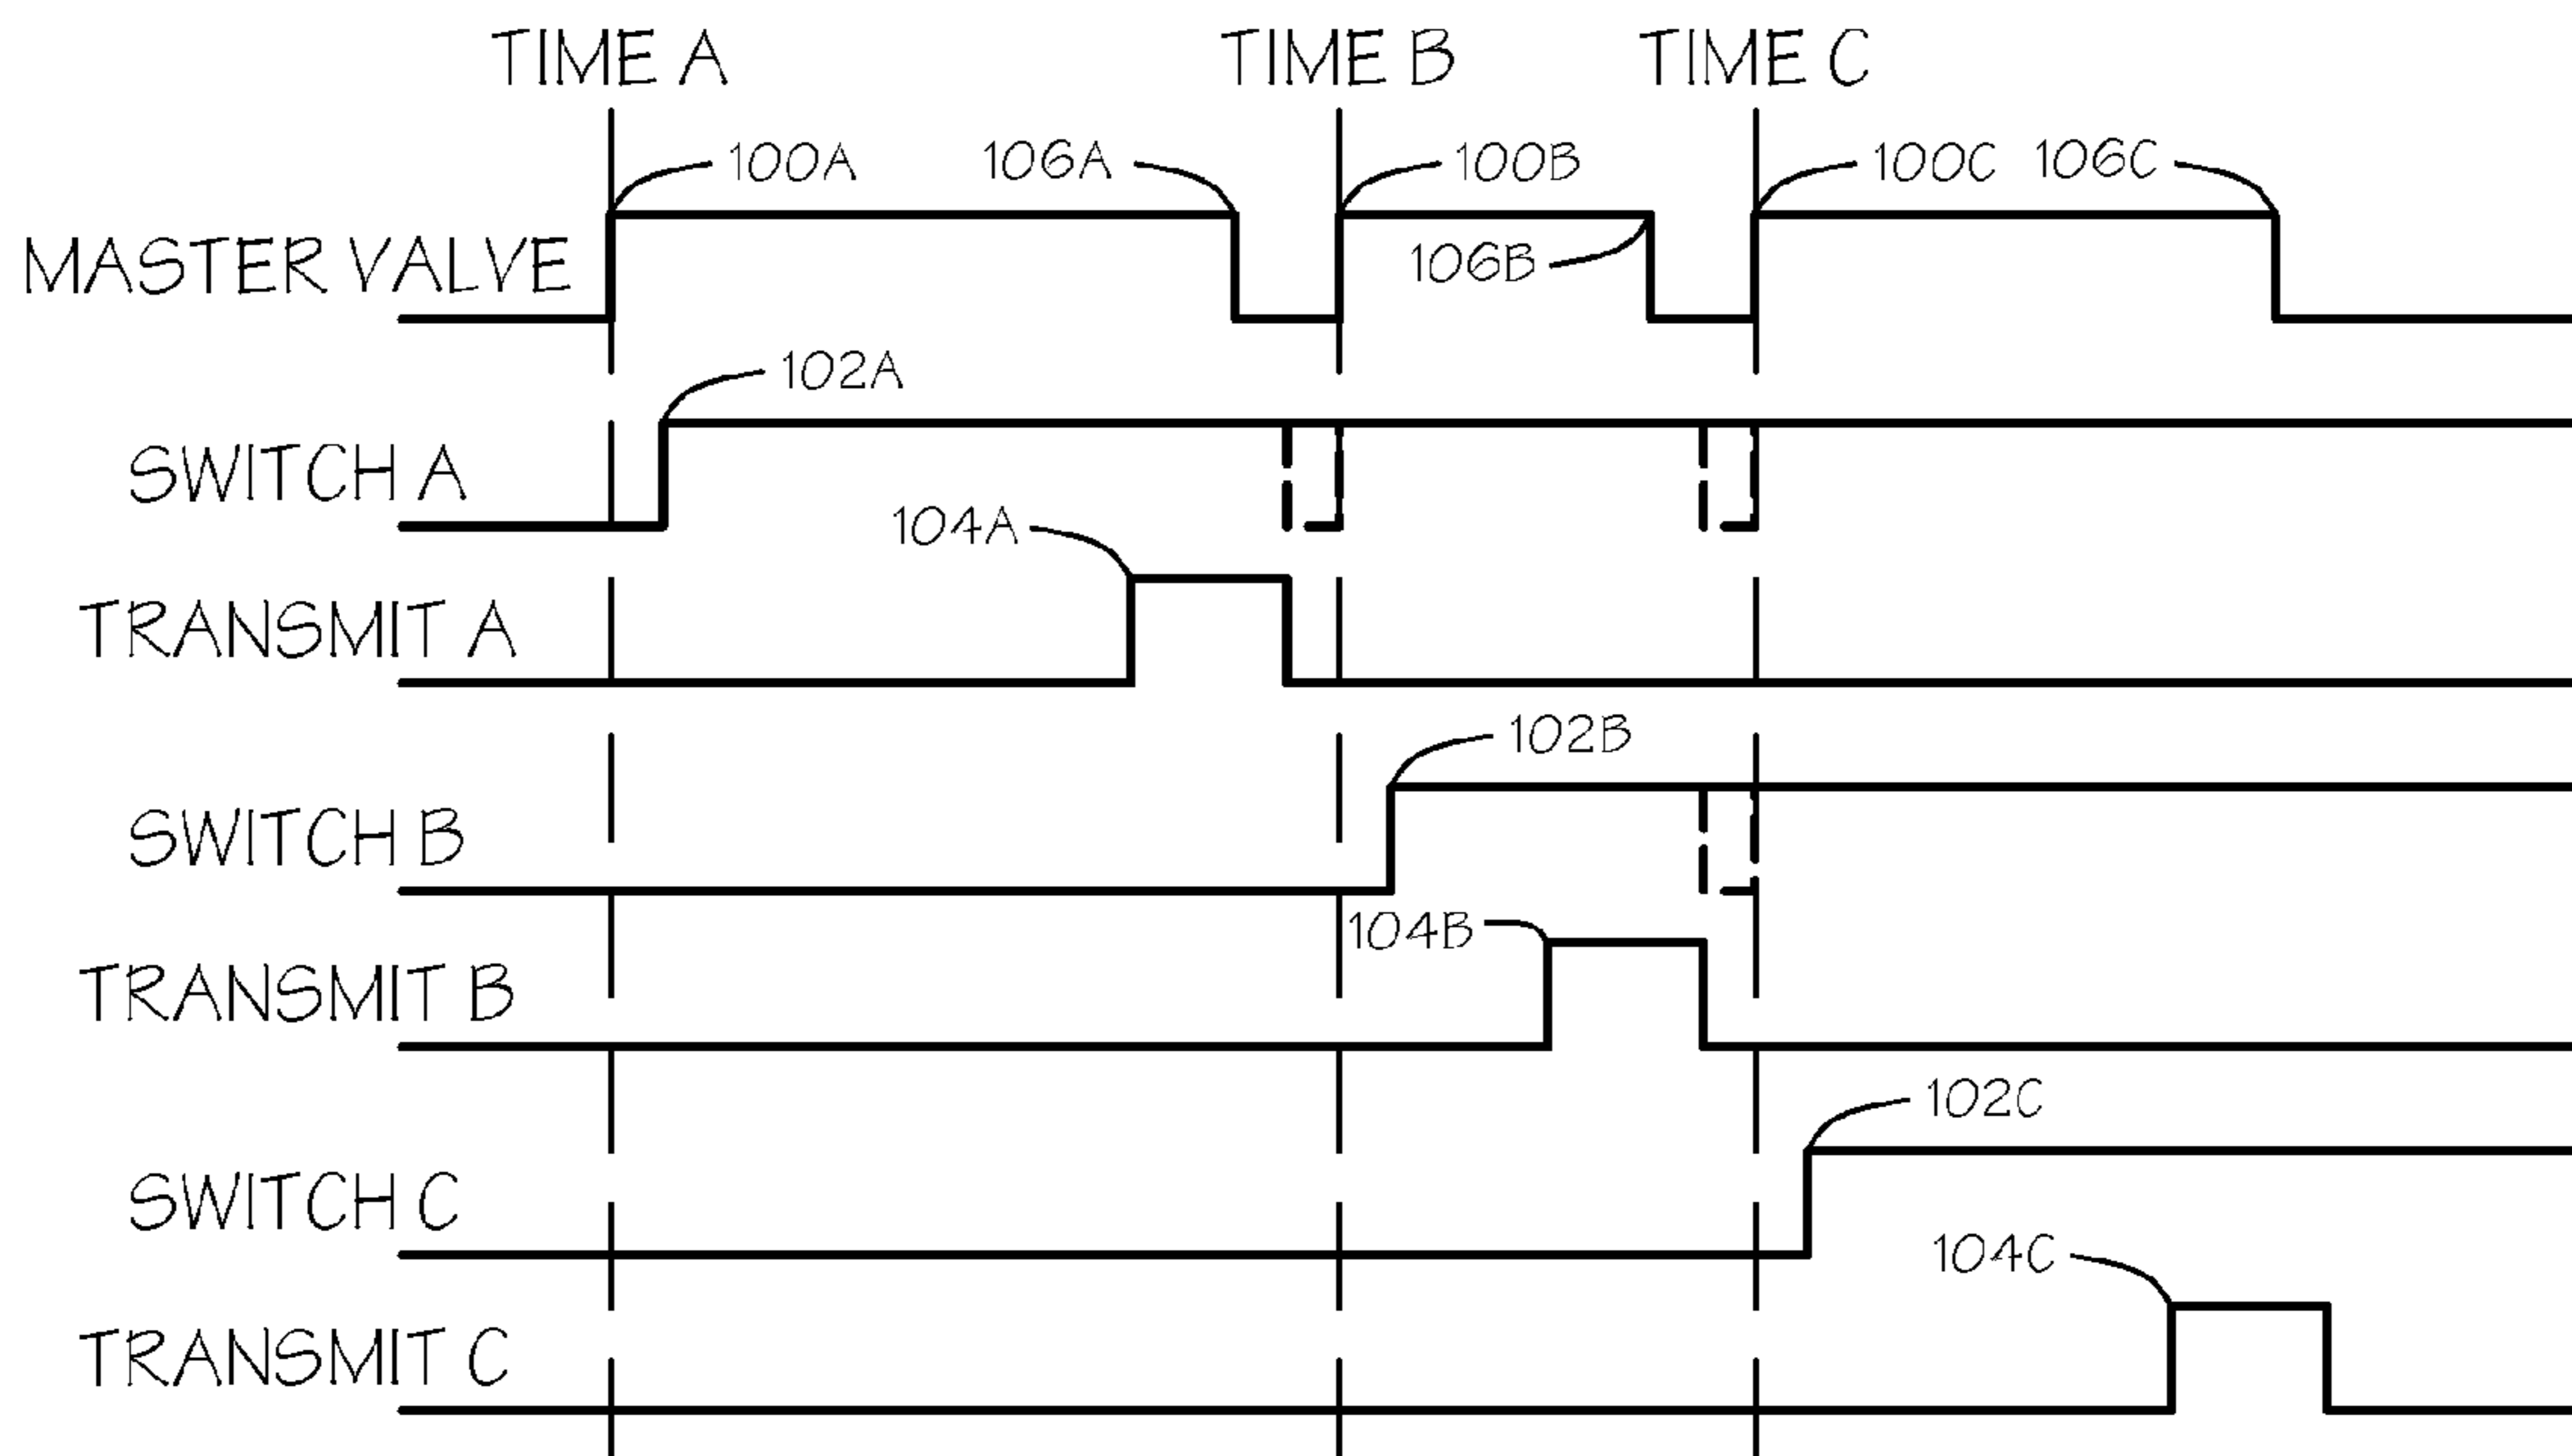 TIME A TIME B TIME C
100A 106A 100B 100C 106C
MASTER VALVE 106B
102A
SWITCH A
104A
TRANSMIT A
102B
SWITCH B
104B
TRANSMIT B
102C
SWITCH C
104C
TRANSMIT C